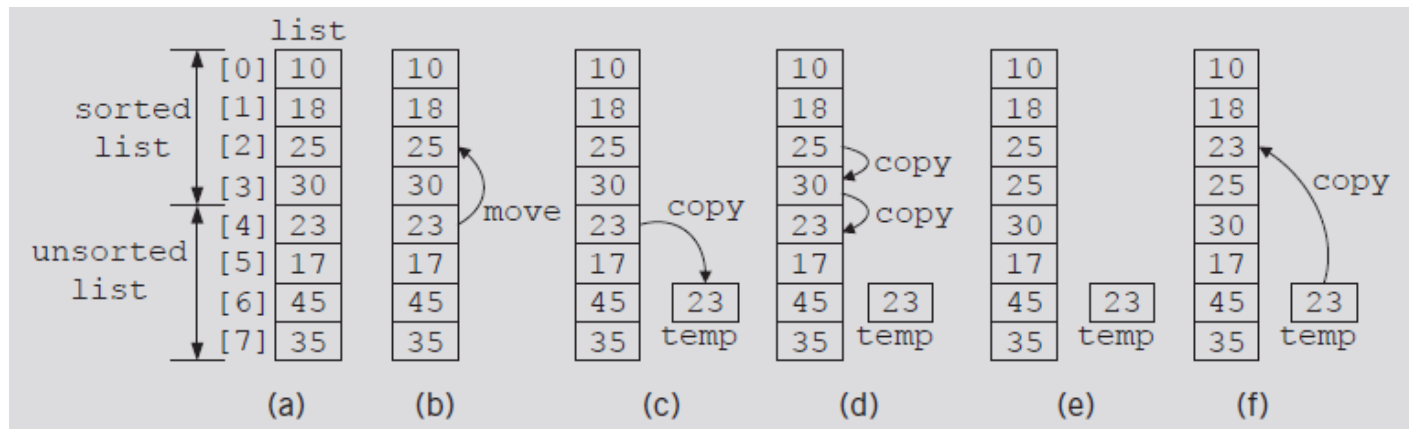 list
[0] 10 10 10 10 10 10
sorted [1] 18 18 18 18 18 18
list [2] 25 25 25 25 copy 25 23
[3] 30 30 30 30 25 25 copy
move copy copy
[4] 23 23 23 23 30 30
unsorted [5] 17 17 17 17 17 17
list [6] 45 45 45 23 45 23 45 23 45 23
temp temp temp temp
[7] 35 35 35 35 35 35
(a) (b) (c) (d) (e) (f)